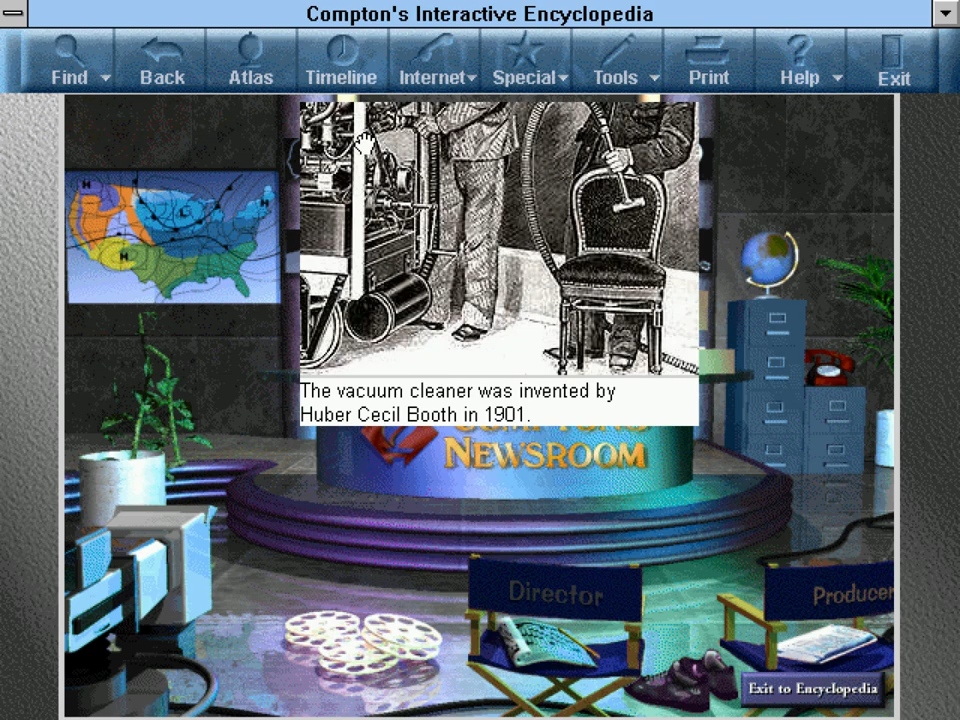 Compton's Interactive Encyclopedia
Find Back Atlas Timeline Internet Special Tools Print Help Exit
H
L
H
H
The vacuum cleaner was invented by
Huber Cecil Booth in 1901.
NEWSROOM
Director
Producer
Exit to Encyclopedia